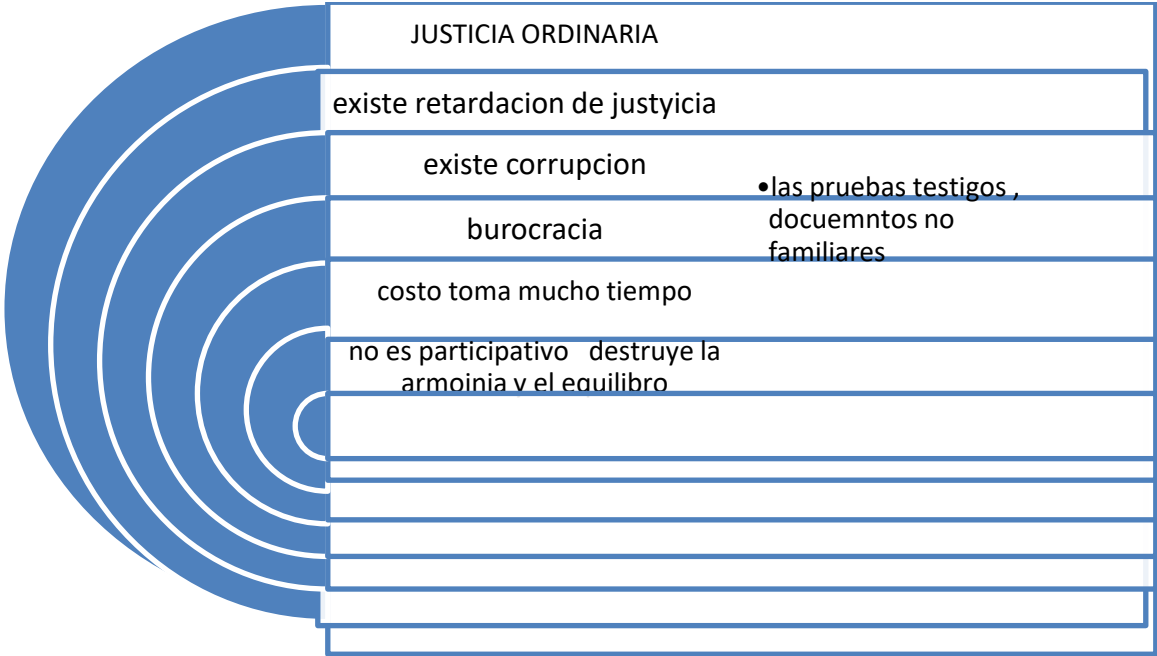 JUSTICIA ORDINARIA
existe retardacion de justyicia
existe corrupcion
•las pruebas testigos ,
docuemntos no
familiares
burocracia
costo toma mucho tiempo
no es participativo destruye la
armoinia y el equilibro